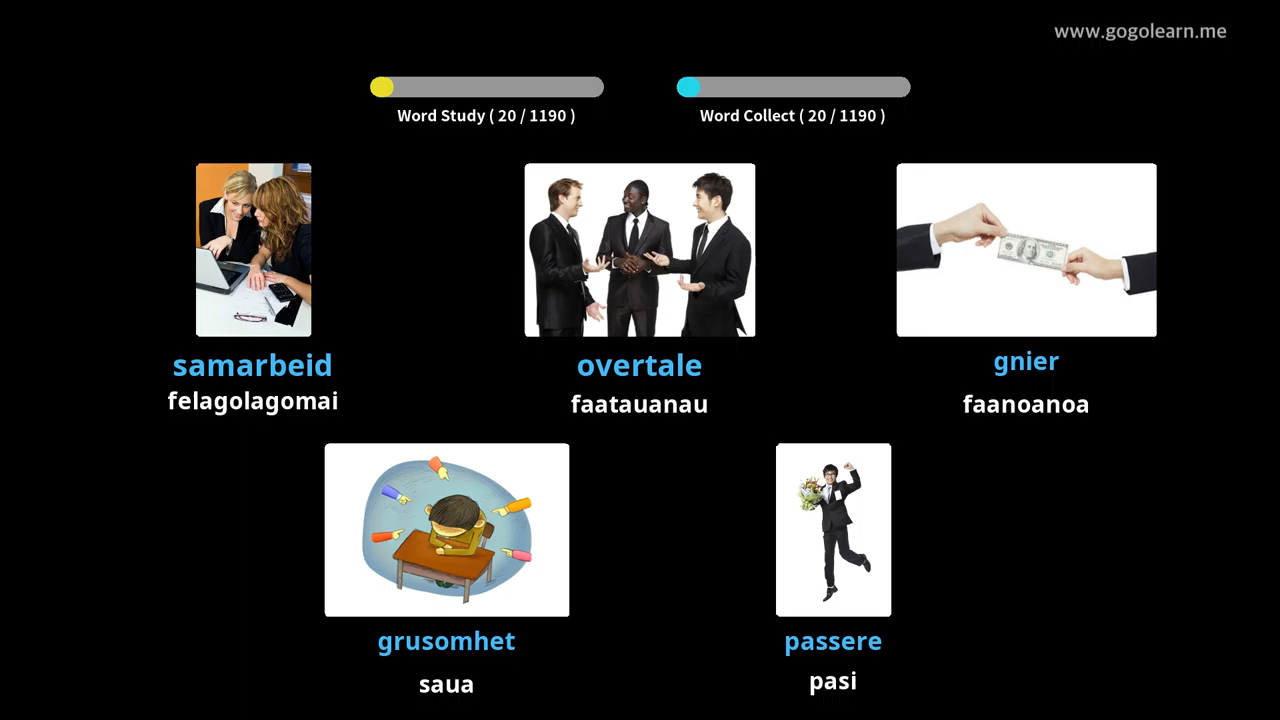 www.gogolearn.me
Word Study ( 20 / 1190 )
Word Collect ( 20 / 1190 )
samarbeid
felagolagomai
overtale
faatauanau
gnier
faanoanoa
grusomhet
saua
passere
pasi